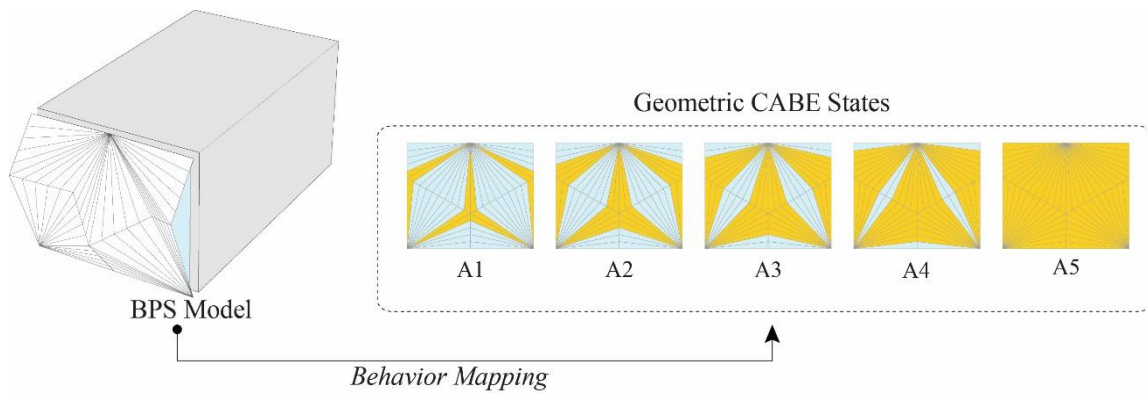 Geometric CABE States
A1
A2
A3
A4
A5
BPS Model
Behavior Mapping